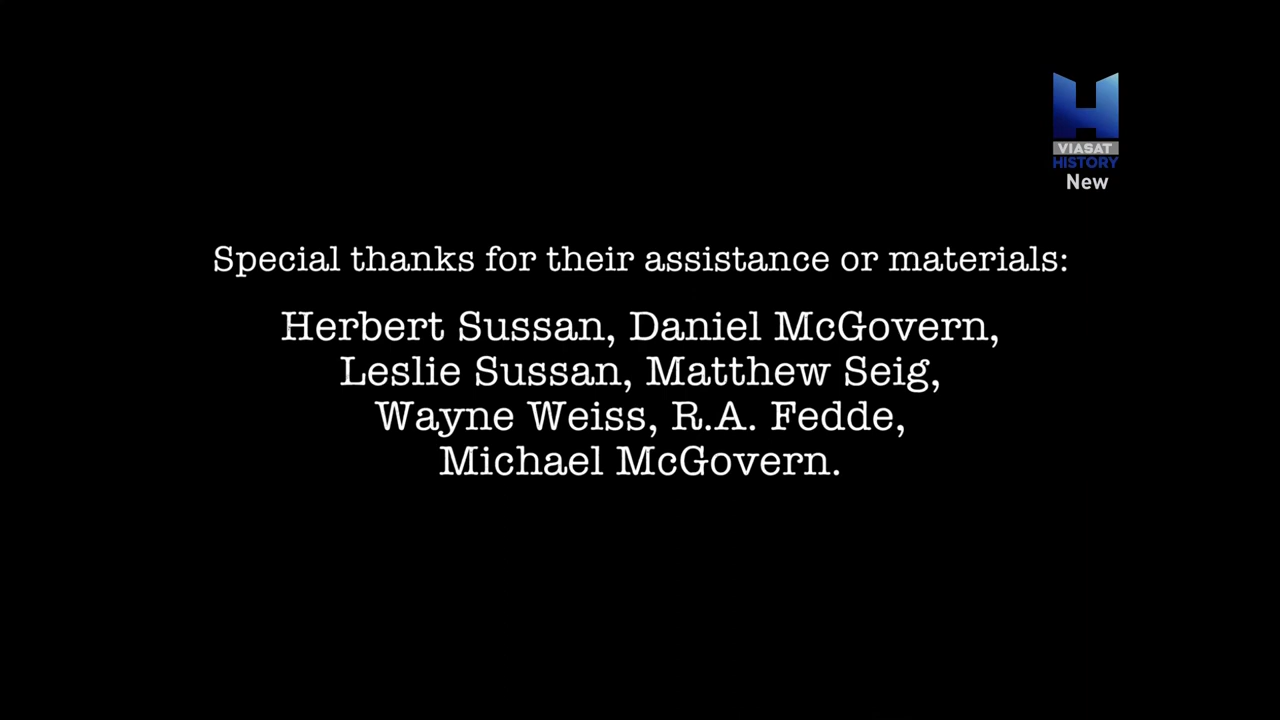 VIASAT
HISTORY
New
Special thanks for their assistance or materials:
Herbert Sussan, Daniel McGovern,
Leslie Sussan, Matthew Seig,
Wayne Weiss, R.A. Fedde,
Michael McGovern.